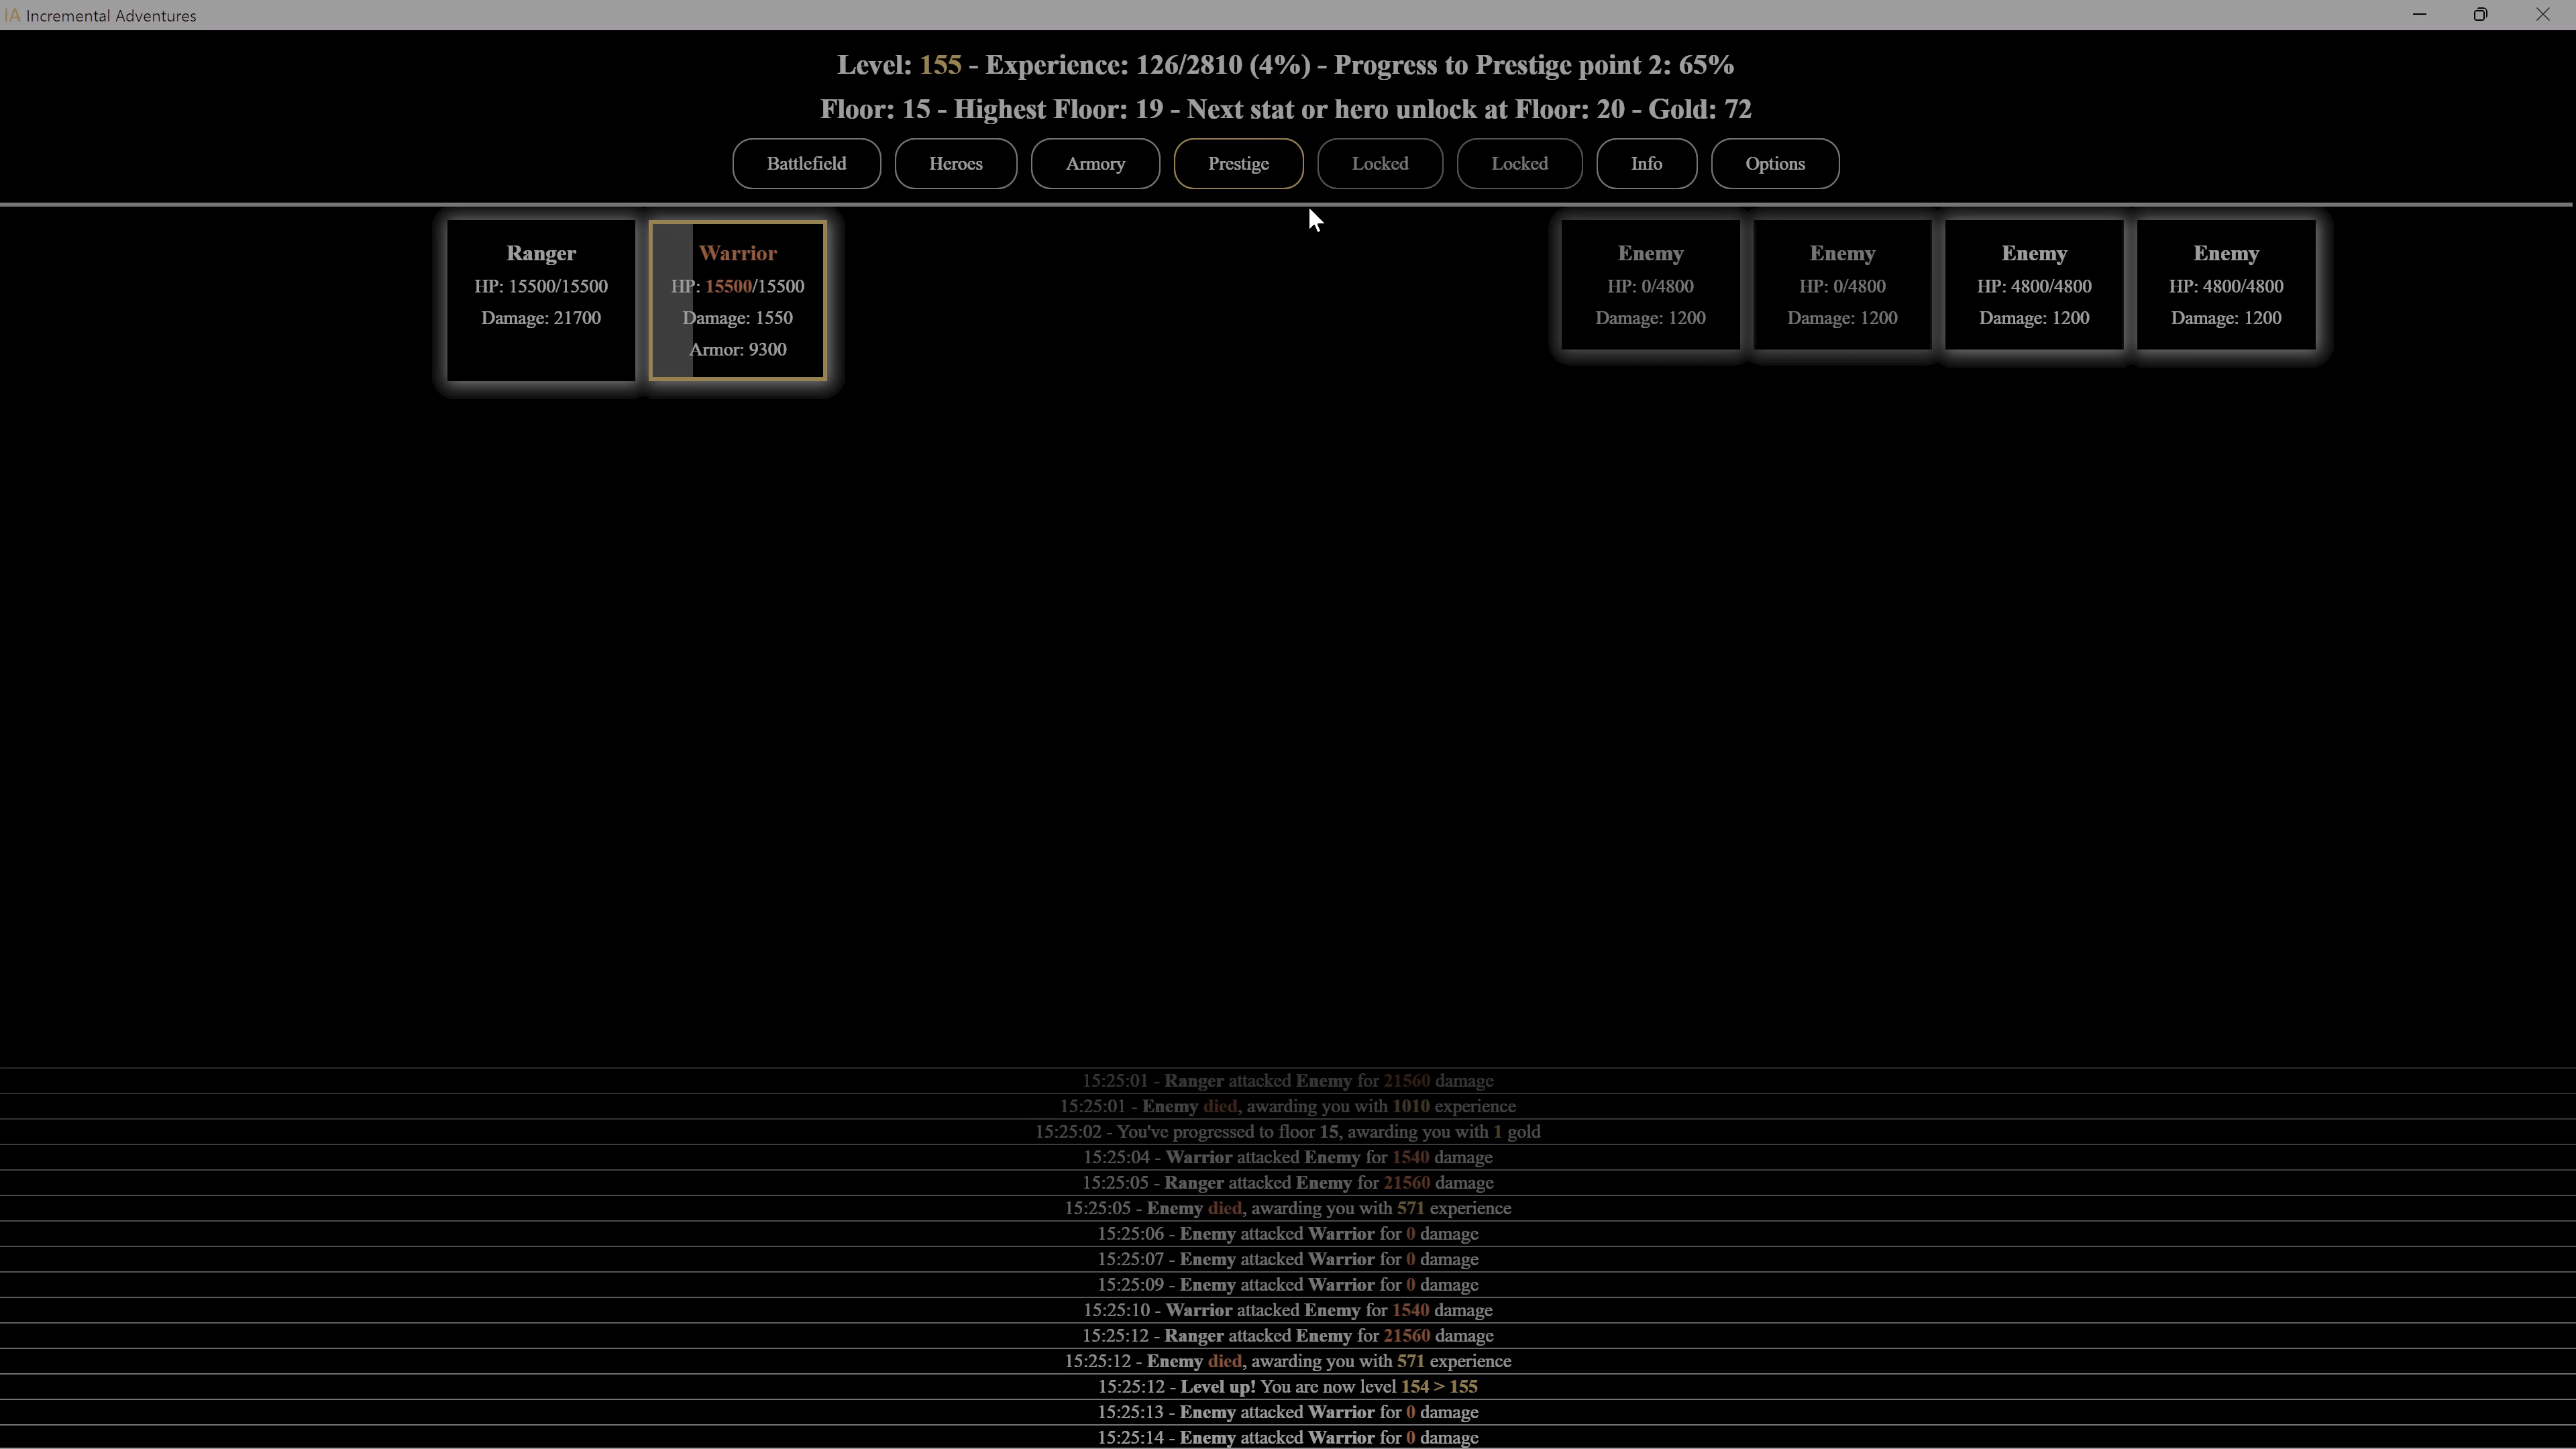 IA Incremental Adventures
Level: 155 - Experience: 126/2810 (4%) - Progress to Prestige point 2: 65%
Floor: 15 - Highest Floor: 19 - Next stat or hero unlock at Floor: 20 - Gold: 72
Battlefield Heroes Armory Prestige Locked Locked Info Options
Ranger
HP: 15500/15500
Damage: 21700
Warrior
HP: 15500/15500
Damage: 1550
Armor: 9300
Enemy
HP: 0/4800
Damage: 1200
Enemy
HP: 0/4800
Damage: 1200
Enemy
HP: 4800/4800
Damage: 1200
Enemy
HP: 4800/4800
Damage: 1200
15:25:01 - Ranger attacked Enemy for 21560 damage
15:25:01 - Enemy died, awarding you with 1010 experience
15:25:02 - You've progressed to floor 15, awarding you with 1 gold
15:25:04 - Warrior attacked Enemy for 1540 damage
15:25:05 - Ranger attacked Enemy for 21560 damage
15:25:05 - Enemy died, awarding you with 571 experience
15:25:06 - Enemy attacked Warrior for 0 damage
15:25:07 - Enemy attacked Warrior for 0 damage
15:25:09 - Enemy attacked Warrior for 0 damage
15:25:10 - Warrior attacked Enemy for 1540 damage
15:25:12 - Ranger attacked Enemy for 21560 damage
15:25:12 - Enemy died, awarding you with 571 experience
15:25:12 - Level up! You are now level 154 > 155
15:25:13 - Enemy attacked Warrior for 0 damage
15:25:14 - Enemy attacked Warrior for 0 damage